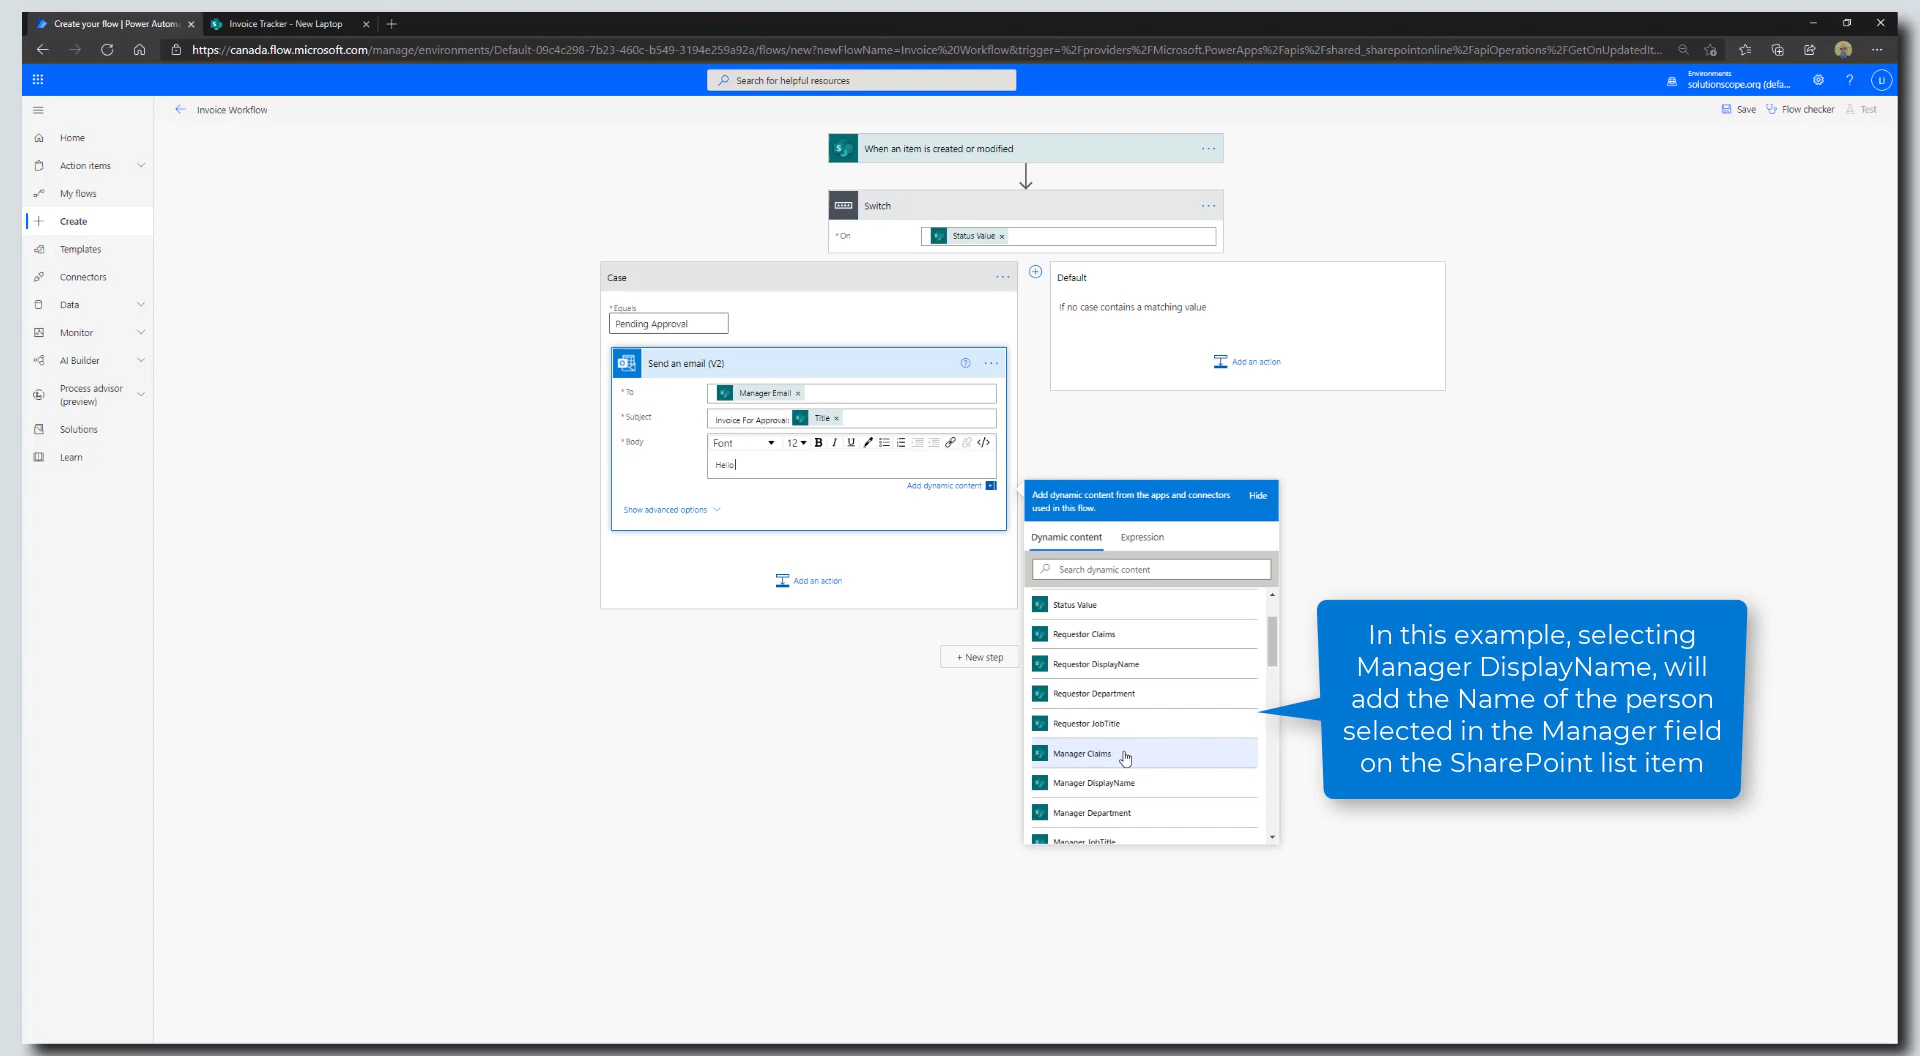 Create your flow | Power Autom
Invoice Tracker - New Laptop
https://canada.flow.microsoft.com/manage/environments/Default-09c4c298-7b23-460c-b549-3194e259a92a/flows/new?newFlowName=Invoice%20Workflow&trigger=%2Fproviders%2FMicrosoft.PowerApps%2Fapis%2Fshared_sharepointonline%2FapiOperations%2FGetOnUpdatedIt...
Search for helpful resources
Environments
solutionscope.org (defa...
?
LI
Invoice Workflow
Save
Flow checker
Test
Home
Action items
My flows
Create
Templates
Connectors
Data
Monitor
AI Builder
Process advisor
(preview)
Solutions
Learn
When an item is created or modified
Switch
* On
Status Value x
Case
* Equals
Pending Approval
Default
If no case contains a matching value
Add an action
Send an email (V2)
* To
Manager Email x
* Subject
Invoice For Approval: Title x
* Body
Font 12 B I U
Hello
Add dynamic content
Show advanced options
Add an action
+ New step
Add dynamic content from the apps and connectors
used in this flow.
Hide
Dynamic content
Expression
Search dynamic content
Status Value
Requestor Claims
Requestor DisplayName
Requestor Department
Requestor JobTitle
Manager Claims
Manager DisplayName
Manager Department
Manager JobTitle
In this example, selecting
Manager DisplayName, will
add the Name of the person
selected in the Manager field
on the SharePoint list item